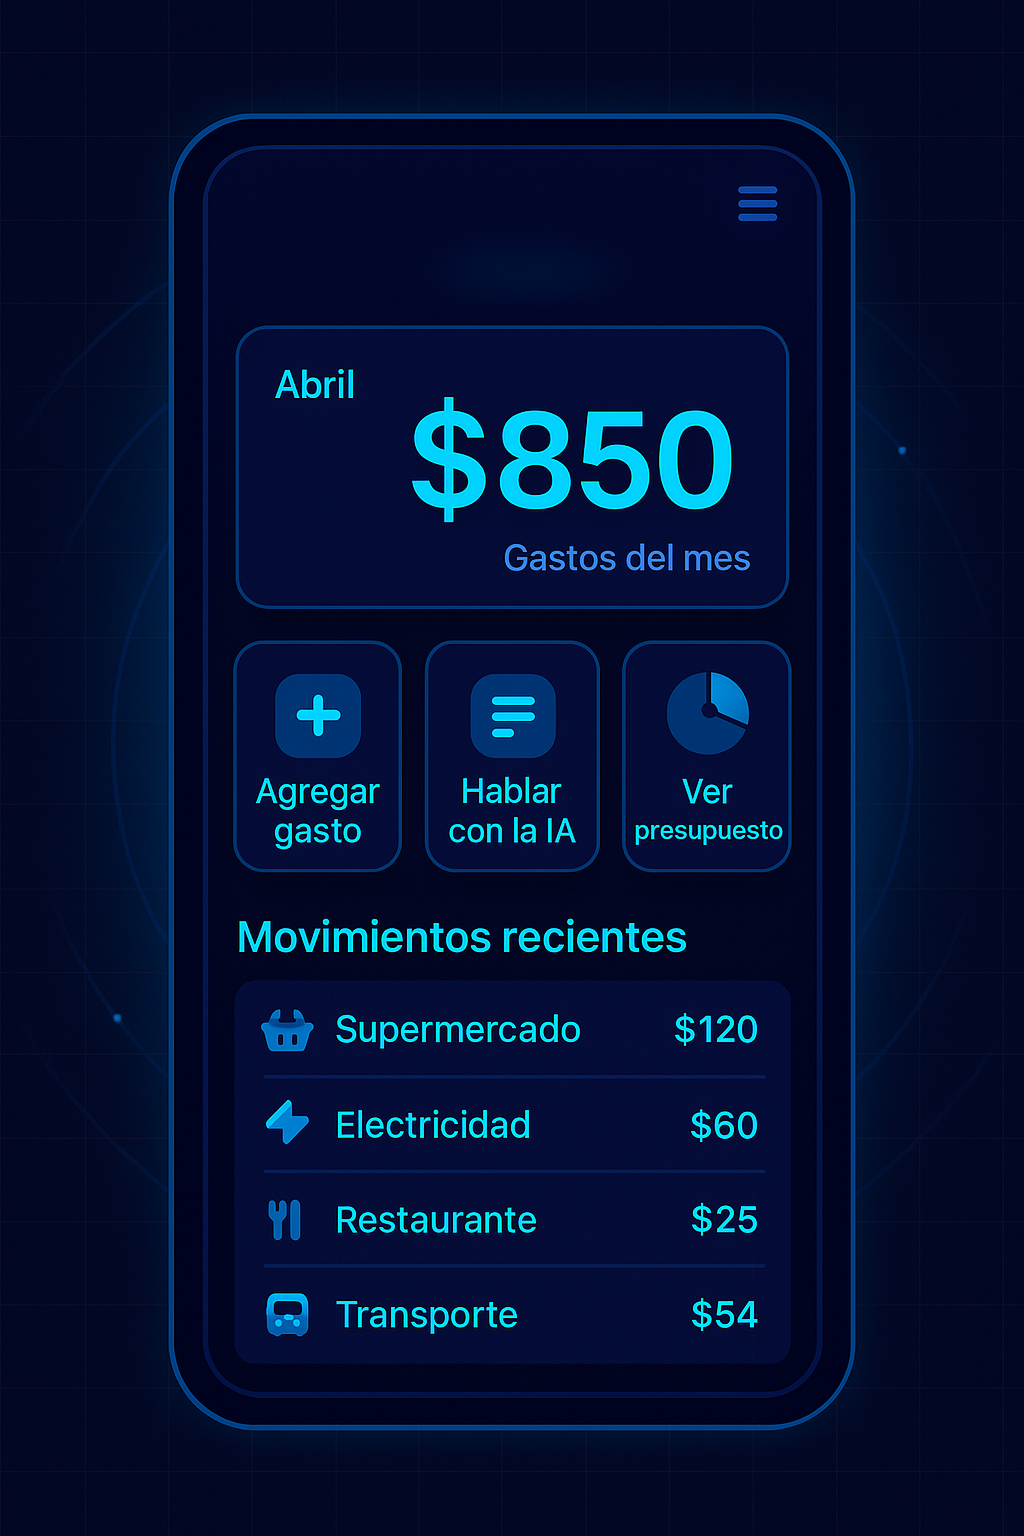 Abril
$850
Gastos del mes
Agregar
gasto
Hablar
con la IA
Ver
presupuesto
Movimientos recientes
Supermercado $120
Electricidad $60
Restaurante $25
Transporte $54